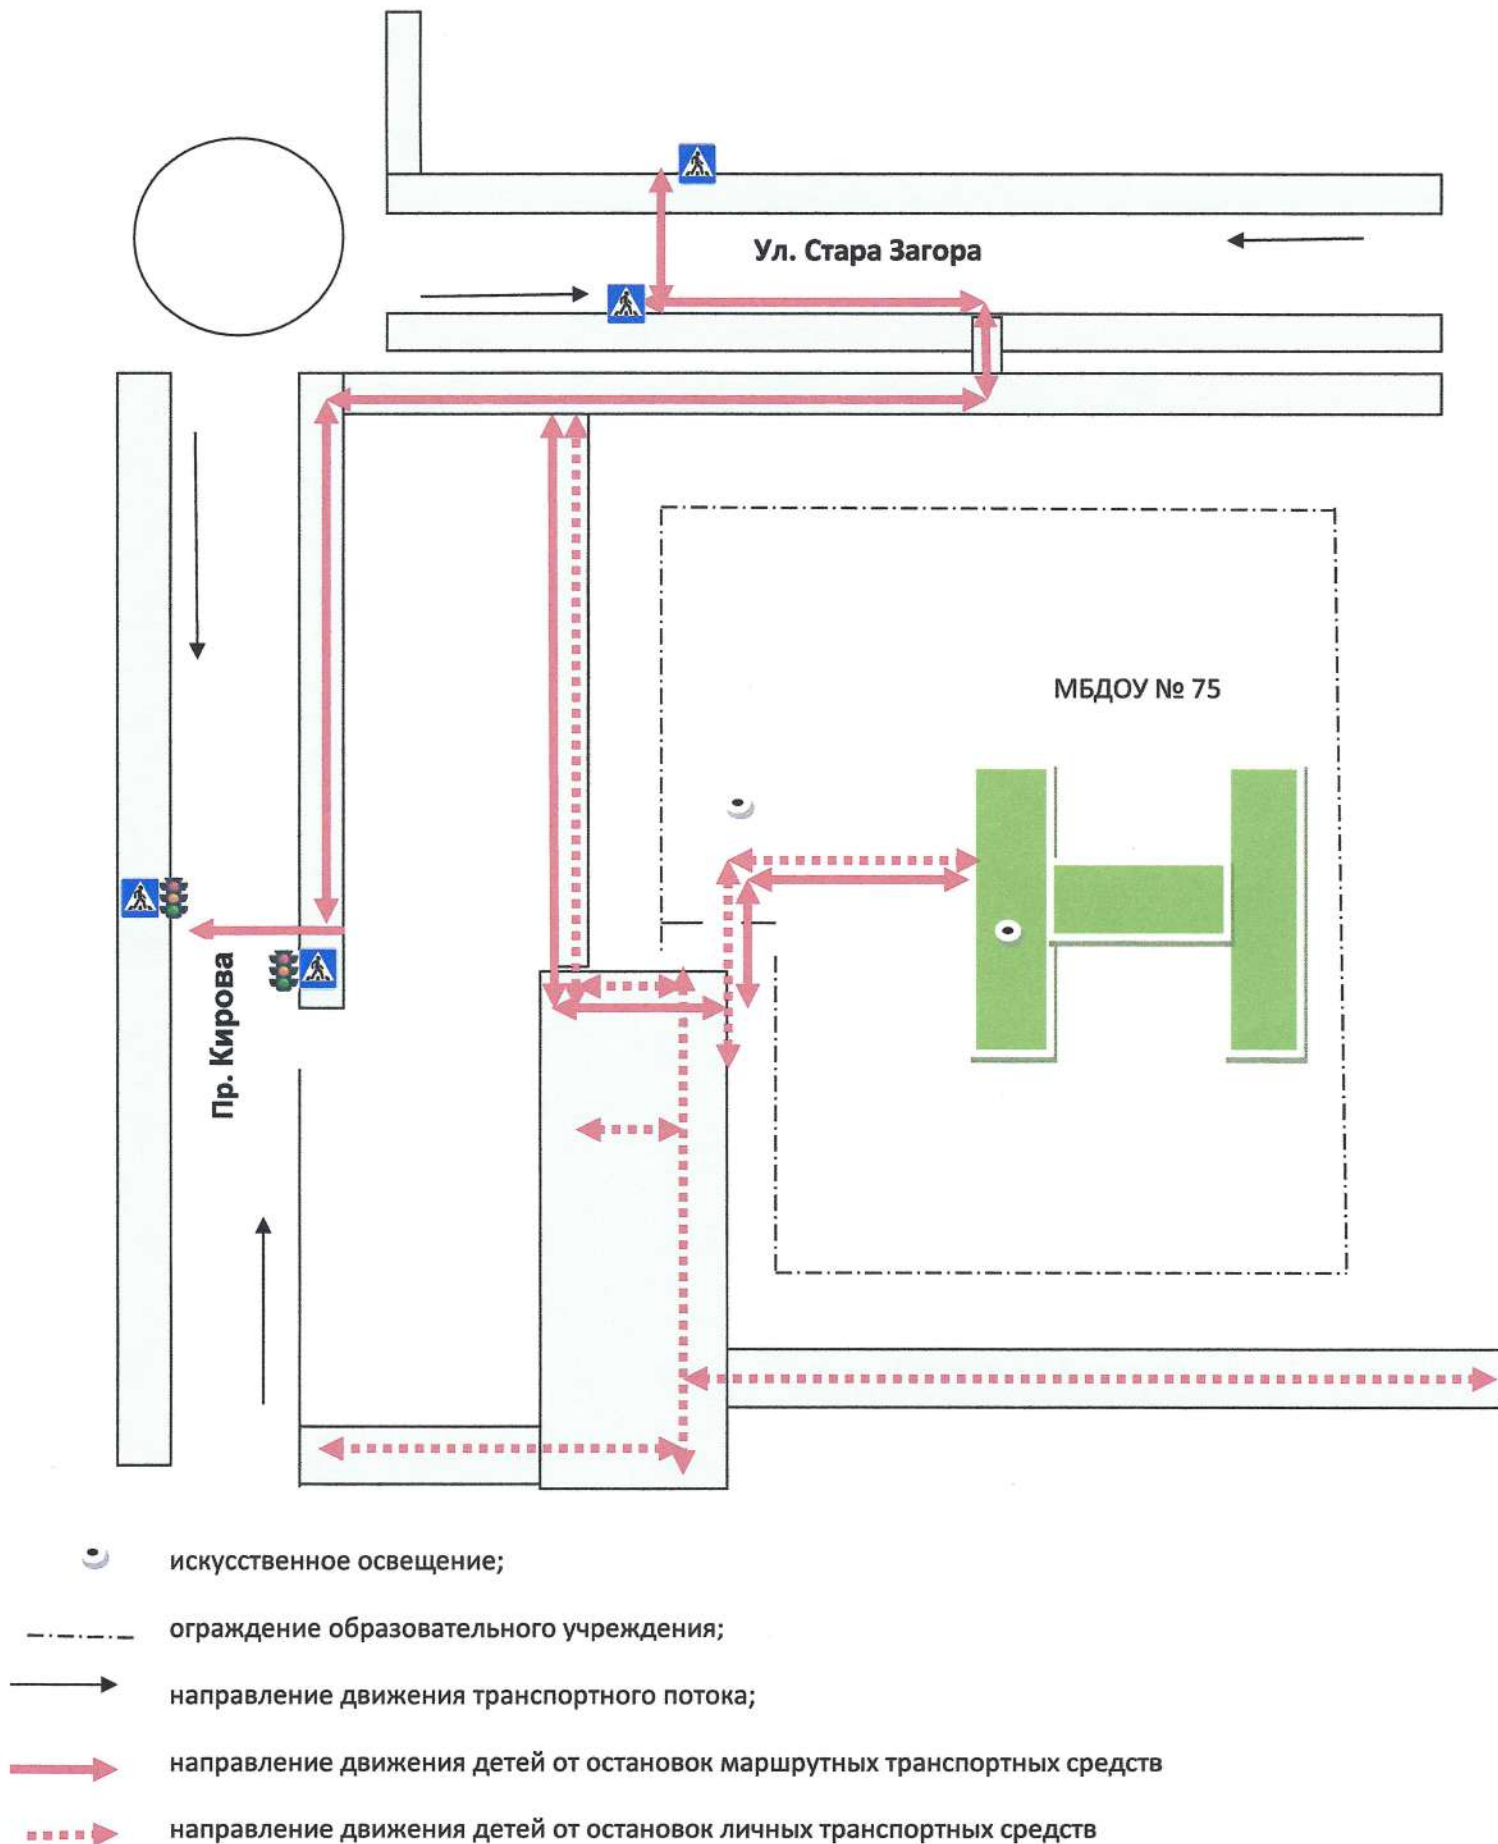 Ул. Стара Загора
МБДОУ № 75
Пр. Кирова
искусственное освещение;
ограждение образовательного учреждения;
направление движения транспортного потока;
направление движения детей от остановок маршрутных транспортных средств
направление движения детей от остановок личных транспортных средств